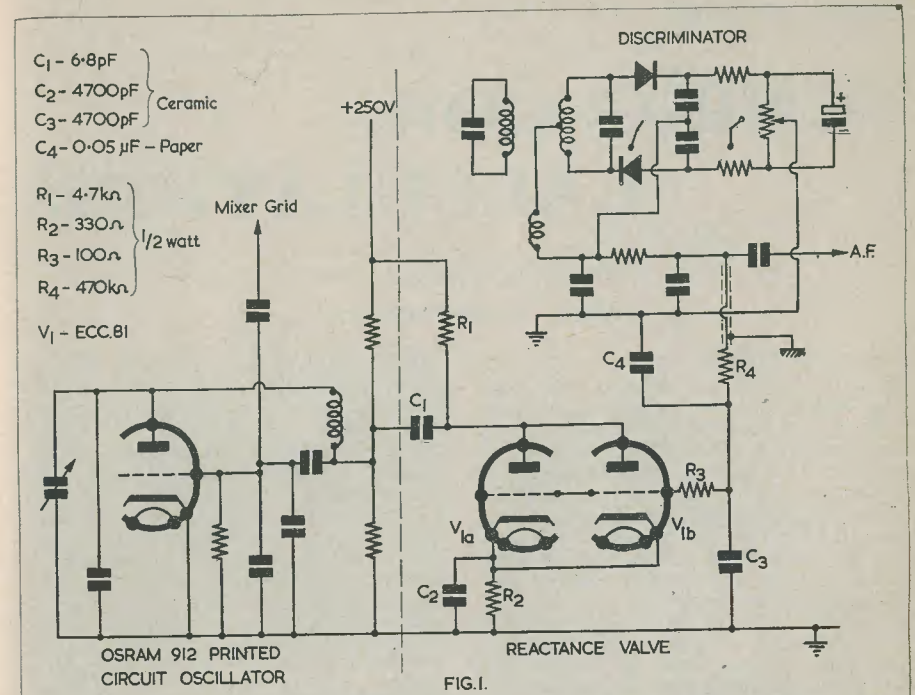 C1 - 6·8pF
C2 - 4700pF
C3 - 4700pF
Ceramic
C4 - 0·05 μF - Paper
R1 - 4·7kΩ
R2 - 330Ω
R3 - 100Ω
R4 - 470kΩ
1/2 watt
V1 - ECC.81
DISCRIMINATOR
+250V
Mixer Grid
+
-
A.F.
R1
C4
R4
C1
R3
V1a
V1b
C2
R2
C3
OSRAM 912 PRINTED
CIRCUIT OSCILLATOR
REACTANCE VALVE
FIG.1.